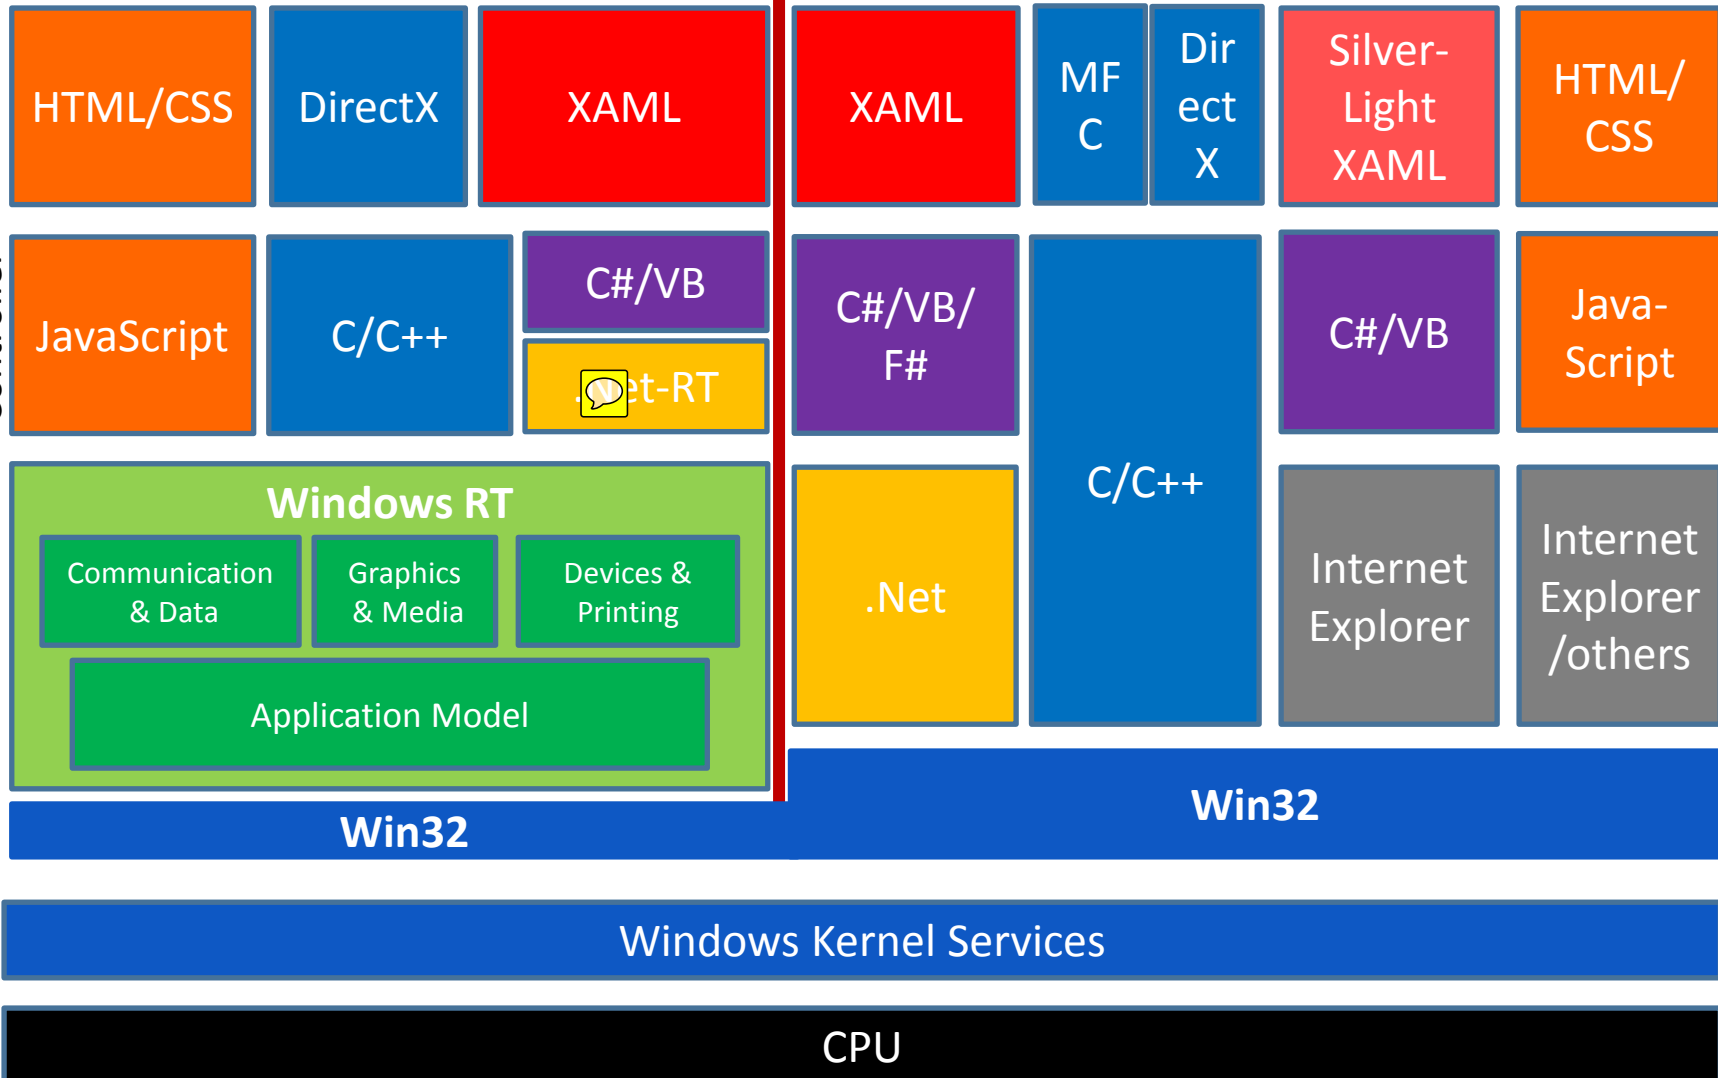 HTML/CSS
DirectX
XAML
XAML
MF
C
Dir
ect
X
Silver-
Light
XAML
HTML/
CSS
JavaScript
C/C++
C#/VB
C#/VB/
F#
C#/VB
Java-
Script
Windows RT
Communication
& Data
Graphics
& Media
Devices &
Printing
Application Model
.Net
C/C++
Internet
Explorer
Internet
Explorer
/others
Win32
Win32
Windows Kernel Services
CPU